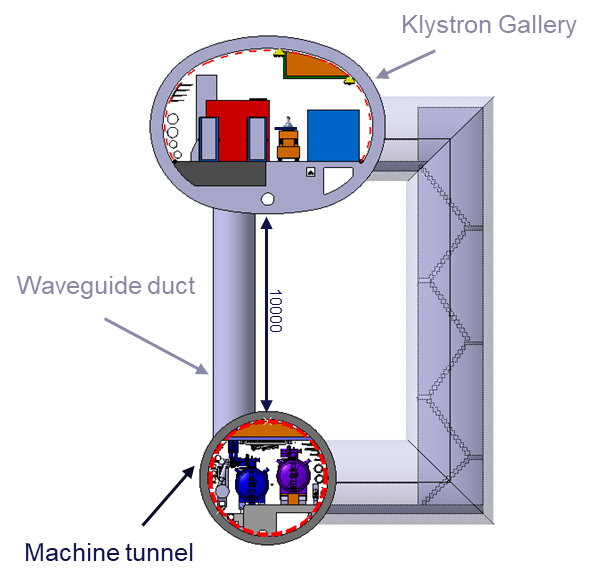 Klystron Gallery
Waveguide duct
10000
Machine tunnel